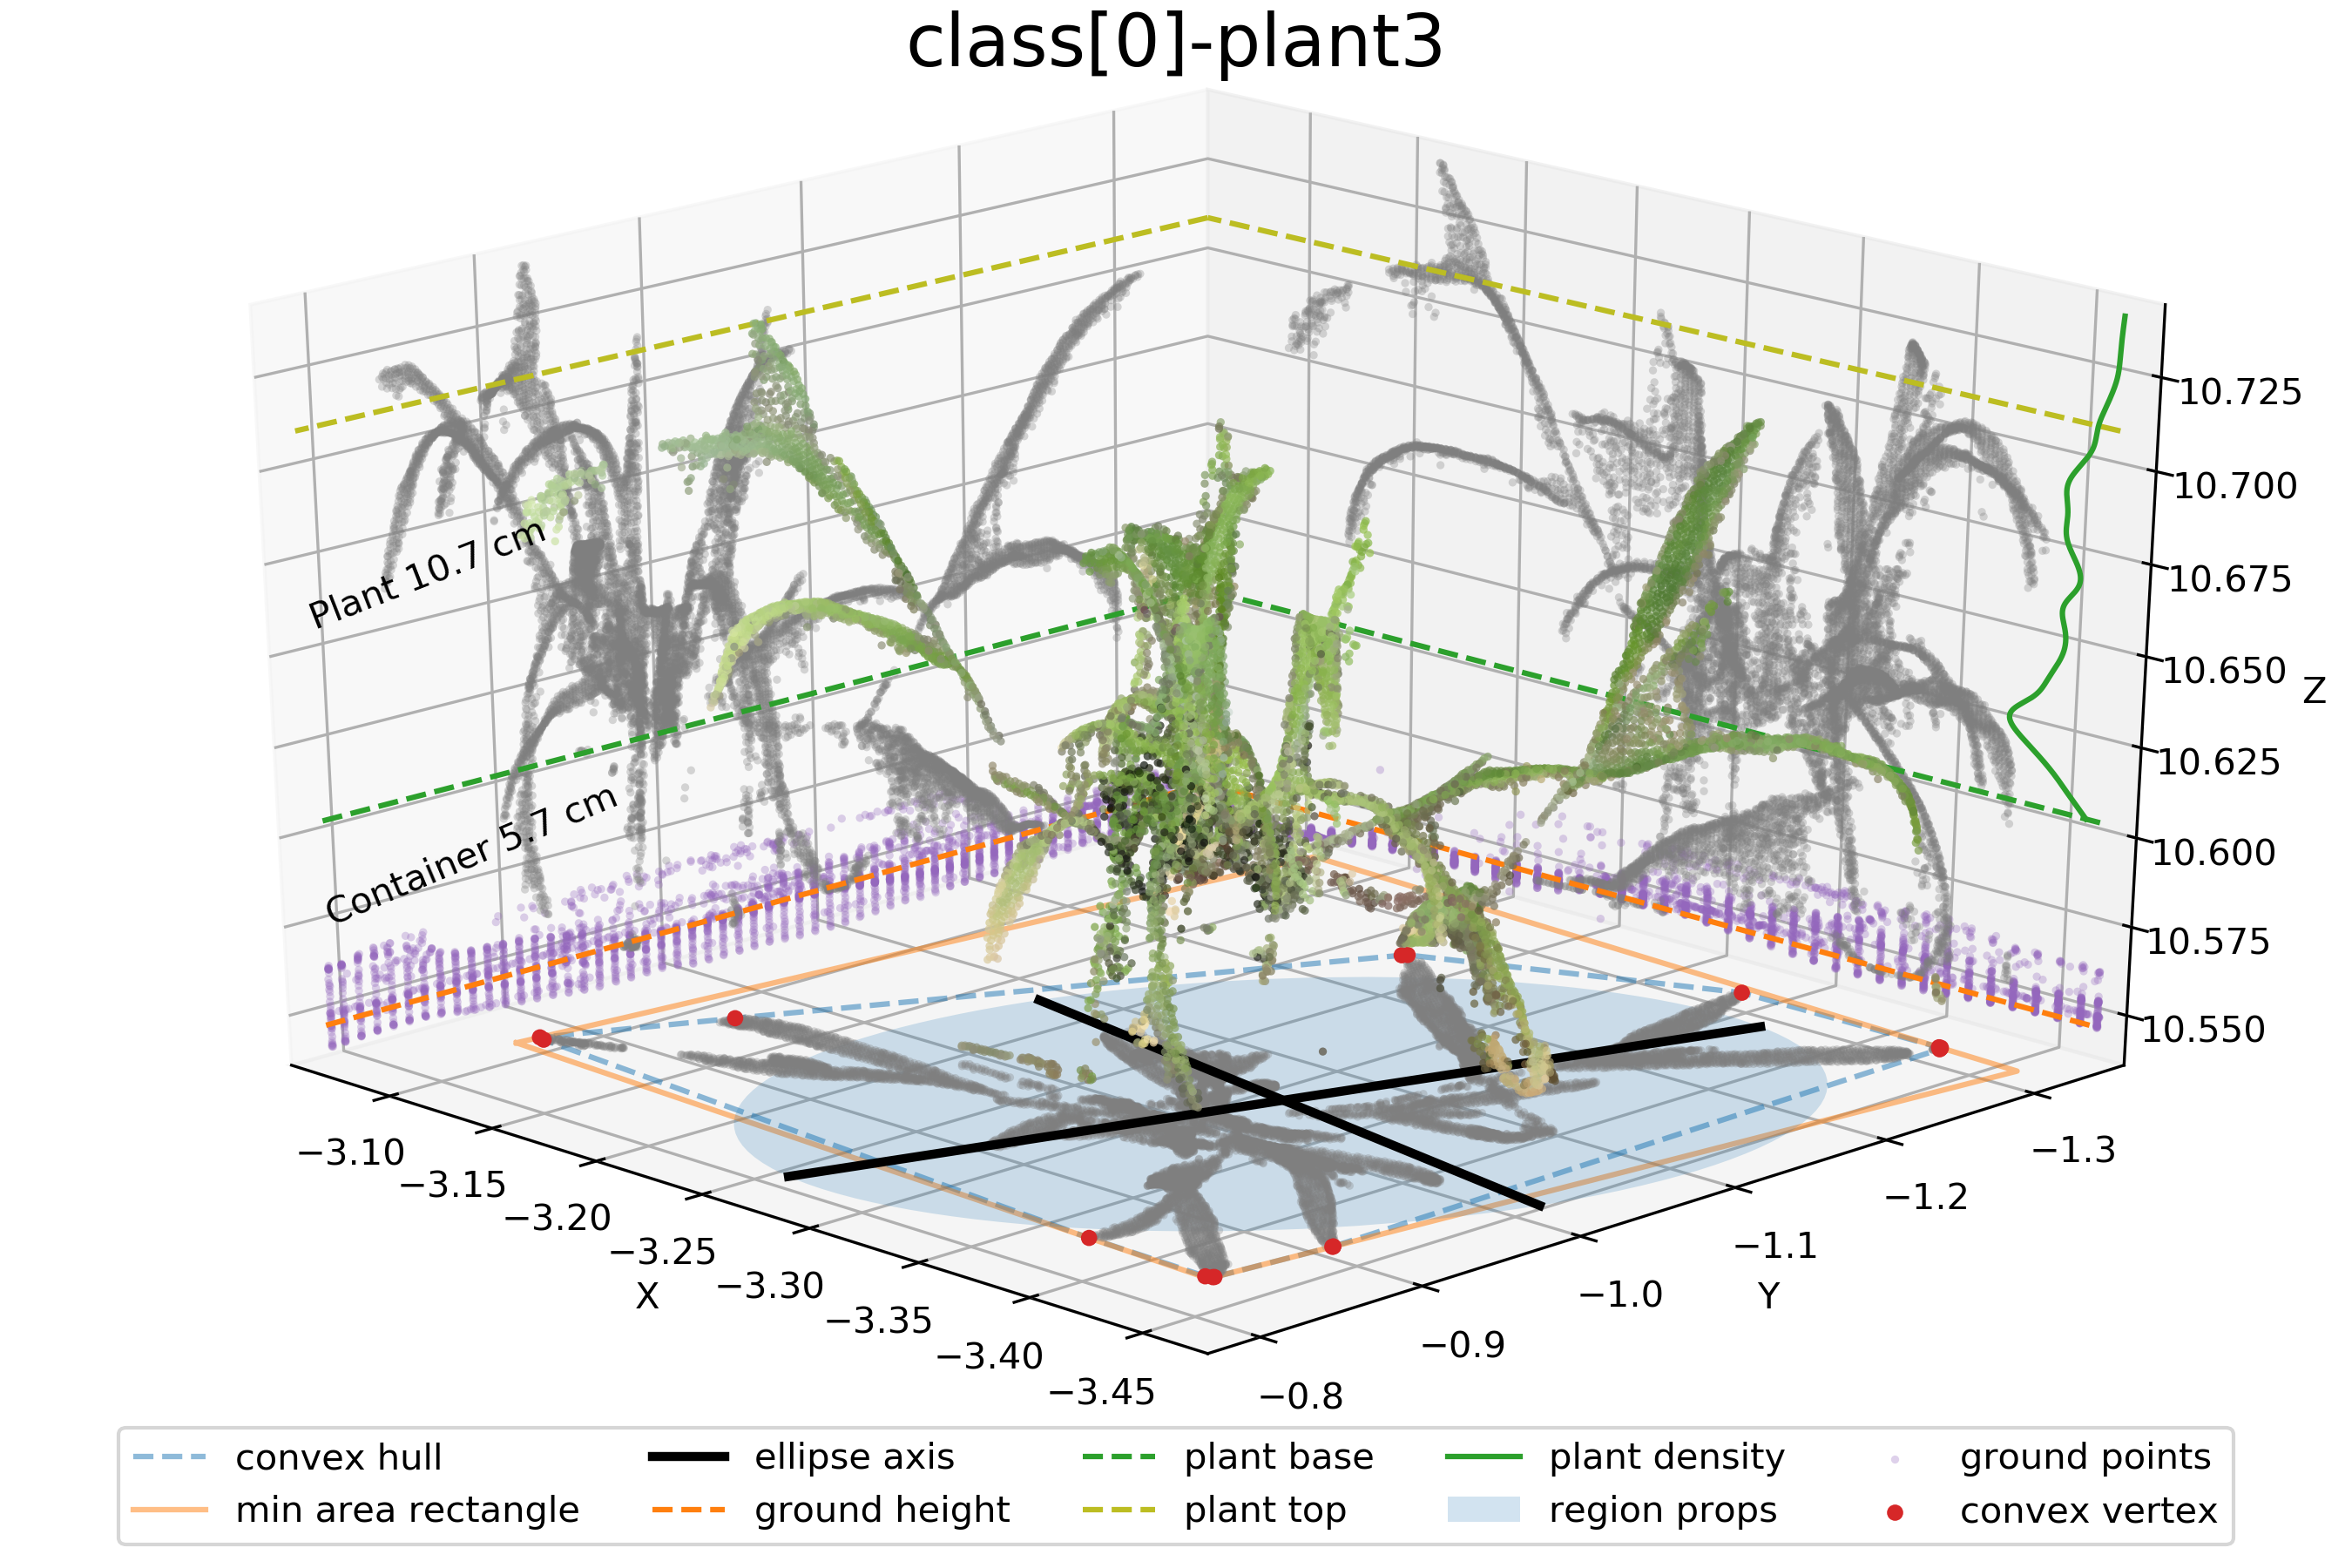 class[0]-plant3
Plant 10.7 cm
Container 5.7 cm
10.725
10.700
10.675
10.650
10.625
10.600
10.575
10.550
Z
−3.10
−3.15
−3.20
−3.25
−3.30
−3.35
−3.40
−3.45
X
−0.8
−0.9
−1.0
−1.1
−1.2
−1.3
Y
convex hull
min area rectangle
ellipse axis
ground height
plant base
plant top
plant density
region props
ground points
convex vertex